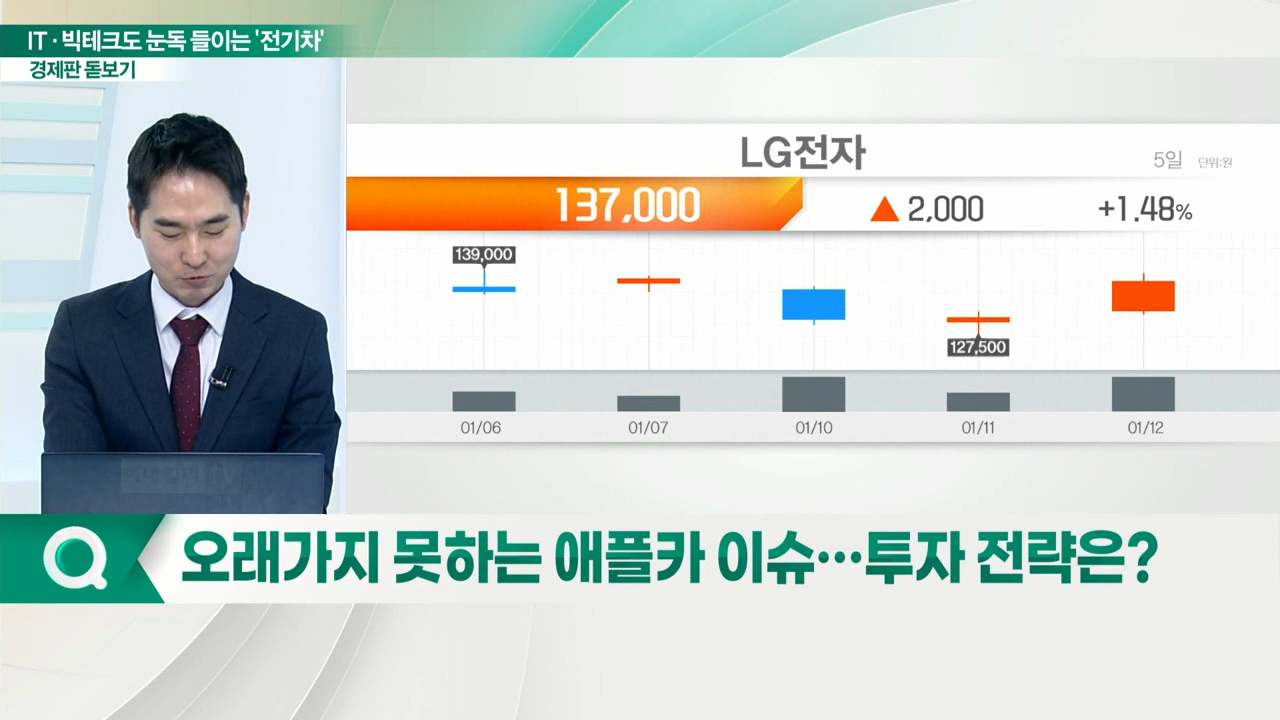 IT·빅테크도 눈독 들이는 '전기차'
경제판 돋보기
LG전자
5일 단위:원
137,000 ▲ 2,000 +1.48%
139,000
127,500
01/06 01/07 01/10 01/11 01/12
오래가지 못하는 애플카 이슈…투자 전략은?